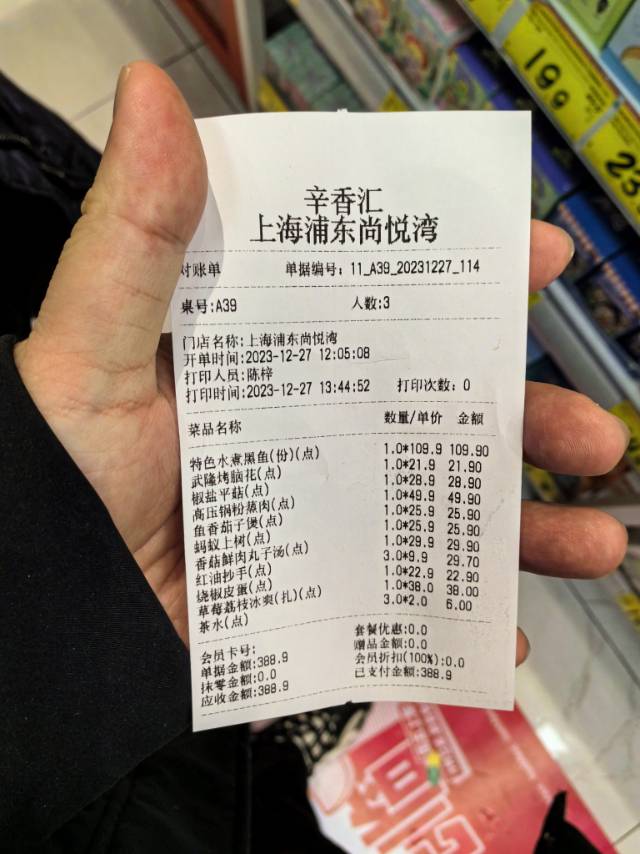 辛香汇
上海浦东尚悦湾
对账单 单据编号: 11_A39_20231227_114
桌号:A39 人数:3
门店名称:上海浦东尚悦湾
开单时间:2023-12-27 12:05:08
打印人员:陈梓
打印时间:2023-12-27 13:44:52 打印次数: 0
菜品名称 数量/单价 金额
特色水煮黑鱼(份)(点) 1.0*109.9 109.90
武隆烤脑花(点) 1.0*21.9 21.90
椒盐平菇(点) 1.0*28.9 28.90
高压锅粉蒸肉(点) 1.0*49.9 49.90
鱼香茄子煲(点) 1.0*25.9 25.90
蚂蚁上树(点) 1.0*25.9 25.90
香菇鲜肉丸子汤(点) 1.0*29.9 29.90
红油抄手(点) 3.0*9.9 29.70
烧椒皮蛋(点) 1.0*22.9 22.90
草莓荔枝冰爽(扎)(点) 1.0*38.0 38.00
茶水(点) 3.0*2.0 6.00
会员卡号: 套餐优惠:0.0
单据金额:388.9 赠品金额:0.0
抹零金额:0.0 会员折扣(100%):0.0
应收金额:388.9 已支付金额:388.9
199
23